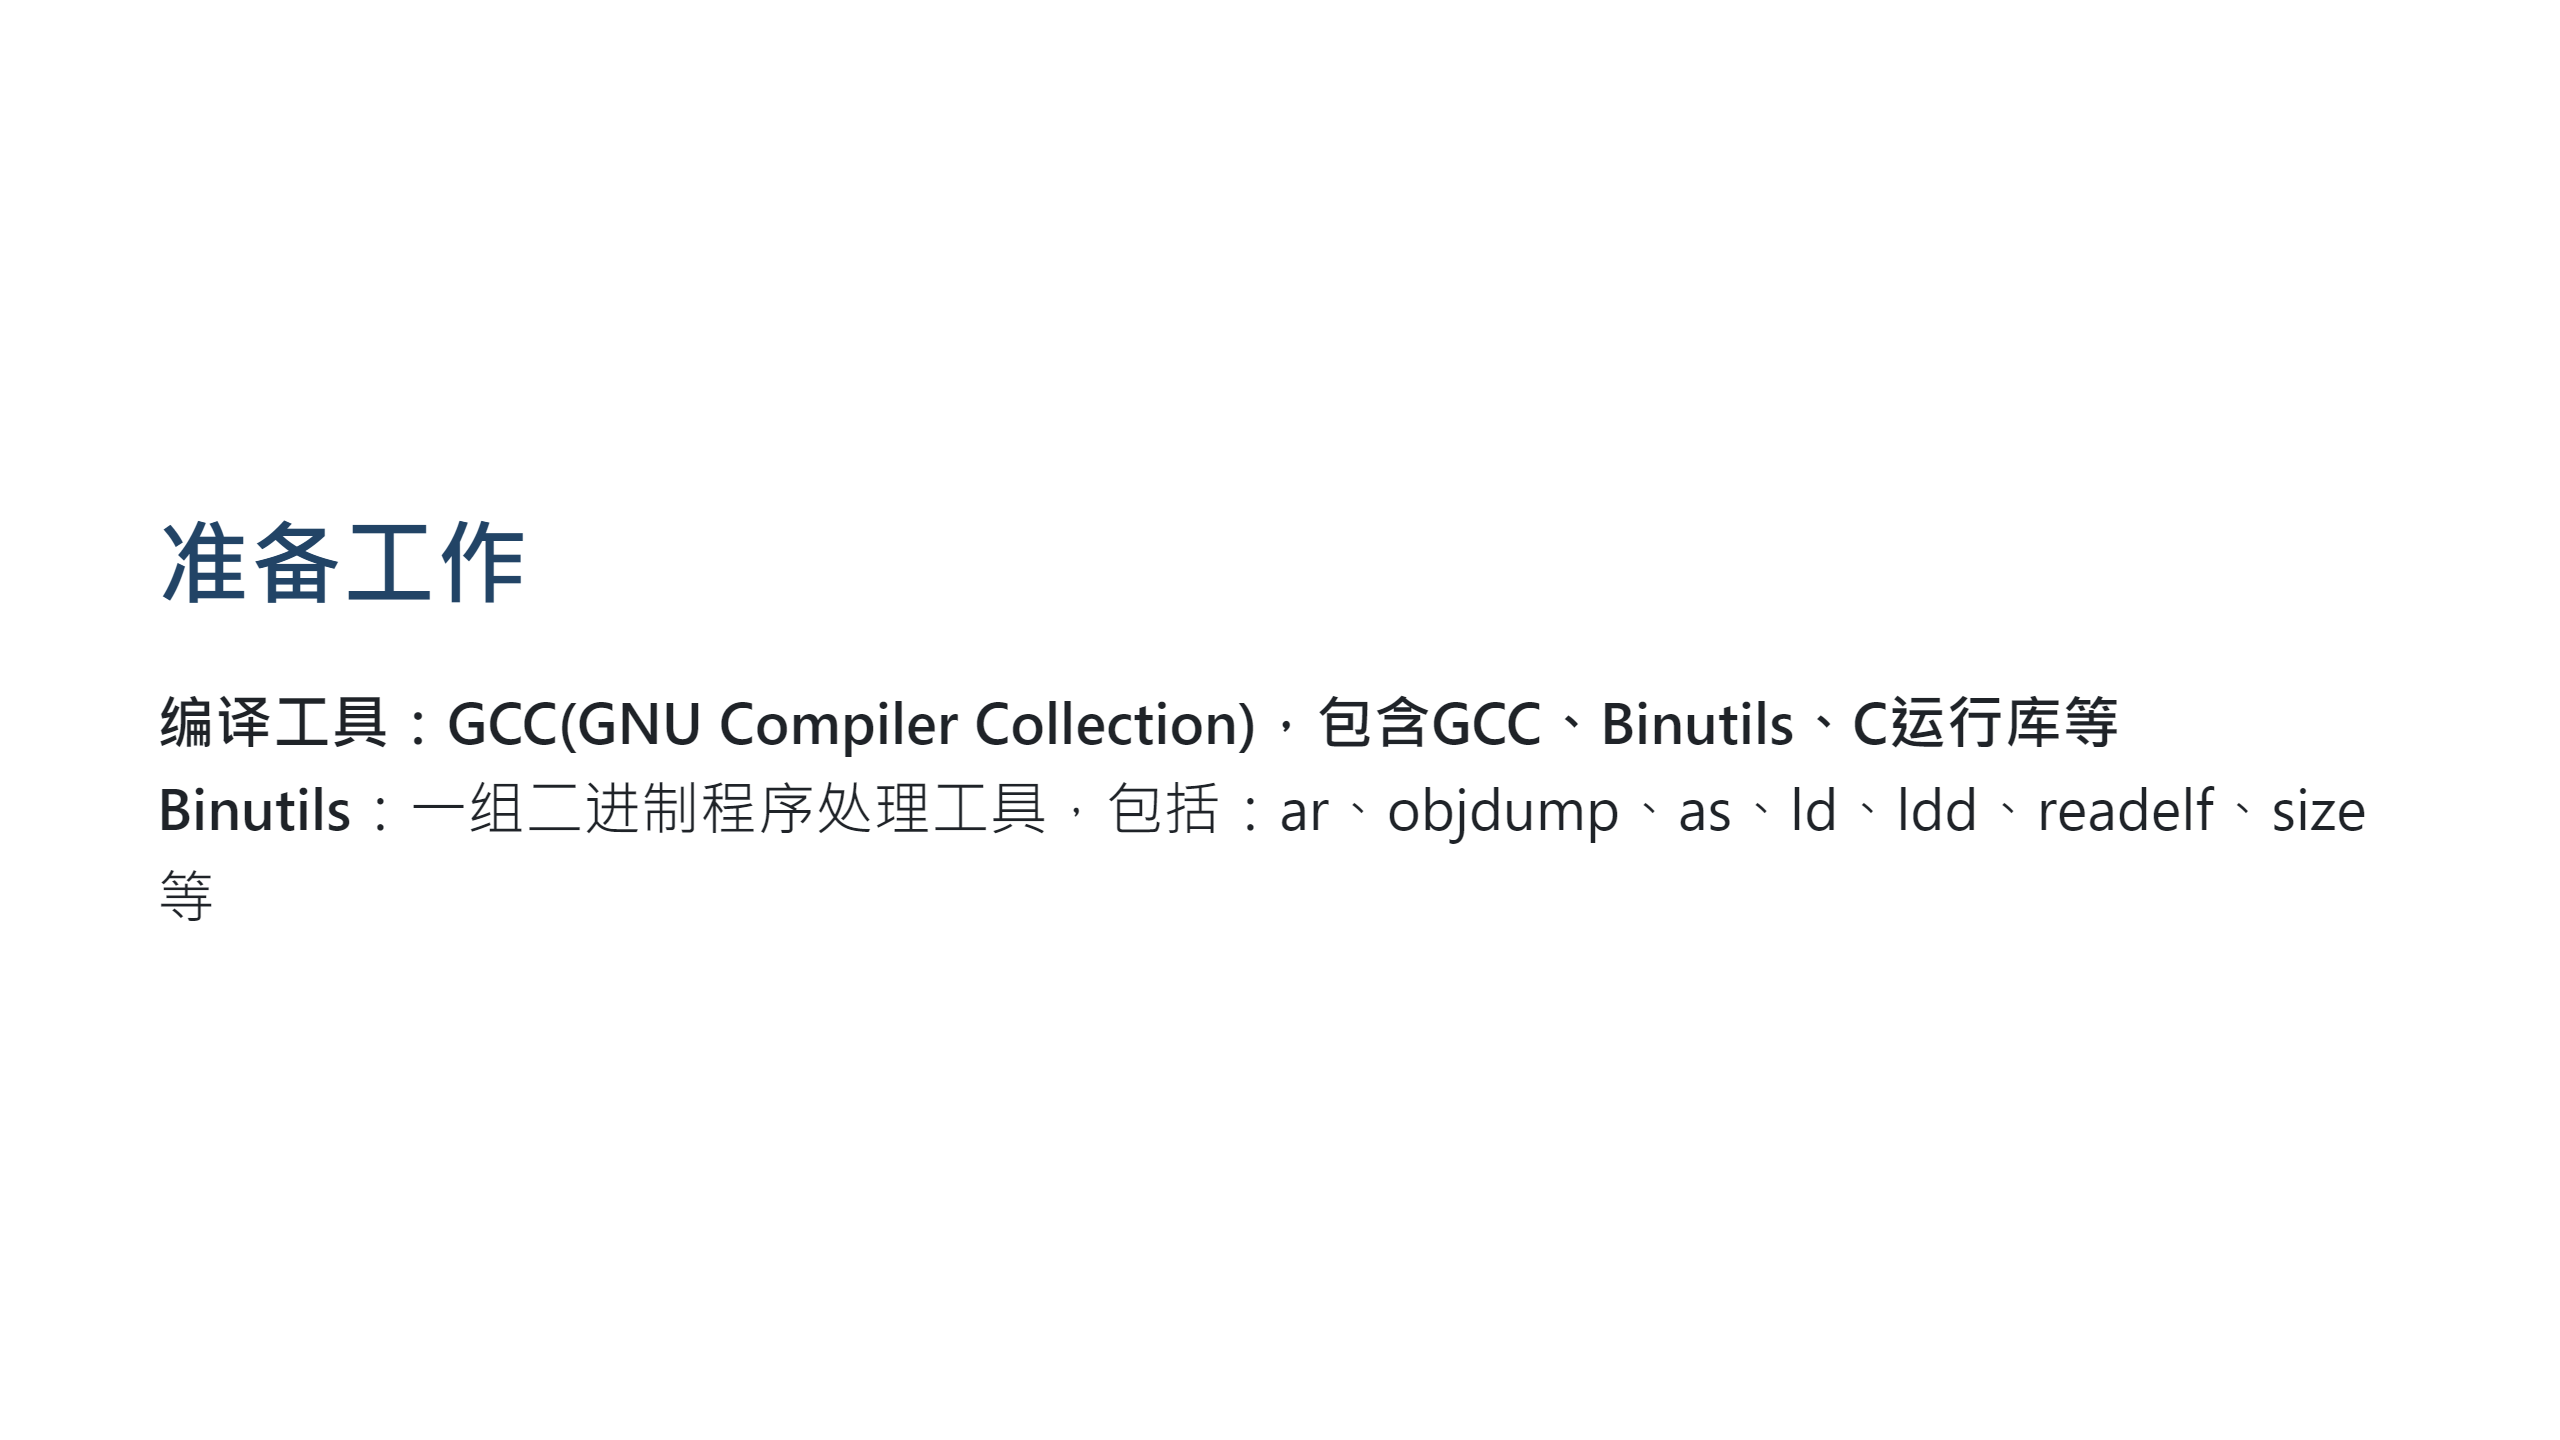 准备工作
编译工具：GCC(GNU Compiler Collection)，包含GCC、Binutils、C运行库等
Binutils：一组二进制程序处理工具，包括：ar、objdump、as、ld、ldd、readelf、size
等